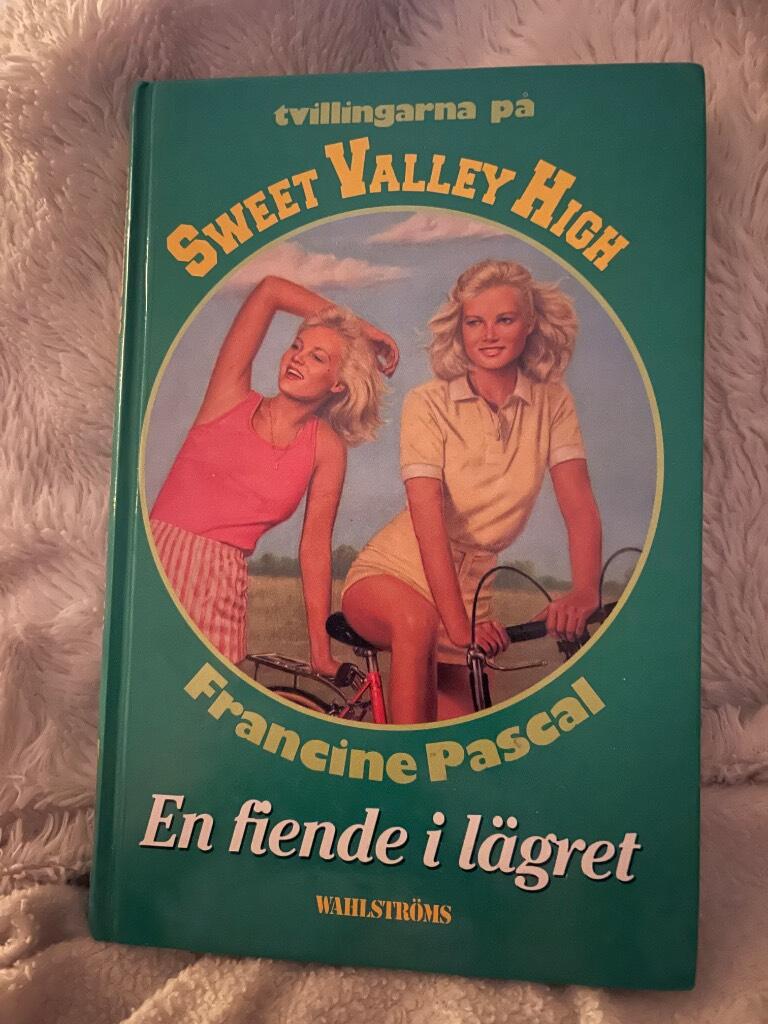 tvillingarna på
SWEET VALLEY HIGH
Francine Pascal
En fiende i lägret
WAHLSTRÖMS